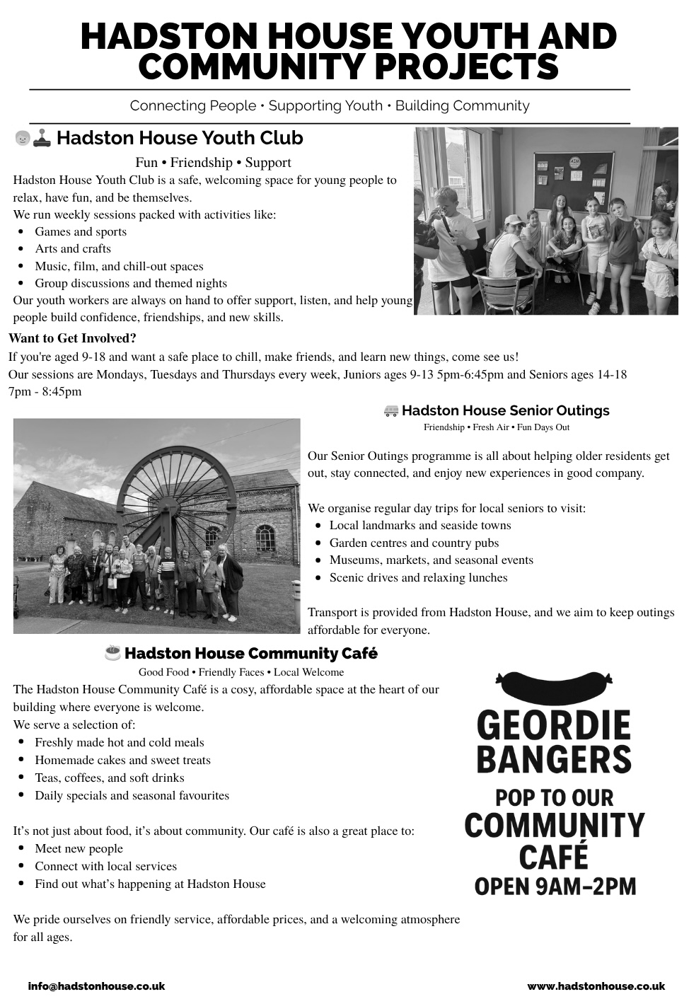 HADSTON HOUSE YOUTH AND
COMMUNITY PROJECTS
Connecting People • Supporting Youth • Building Community
Hadston House Youth Club
Fun • Friendship • Support
Hadston House Youth Club is a safe, welcoming space for young people to
relax, have fun, and be themselves.
We run weekly sessions packed with activities like:
• Games and sports
• Arts and crafts
• Music, film, and chill-out spaces
• Group discussions and themed nights
Our youth workers are always on hand to offer support, listen, and help young
people build confidence, friendships, and new skills.
AIM
Want to Get Involved?
If you're aged 9-18 and want a safe place to chill, make friends, and learn new things, come see us!
Our sessions are Mondays, Tuesdays and Thursdays every week, Juniors ages 9-13 5pm-6:45pm and Seniors ages 14-18
7pm - 8:45pm
Hadston House Senior Outings
Friendship • Fresh Air • Fun Days Out
Our Senior Outings programme is all about helping older residents get
out, stay connected, and enjoy new experiences in good company.
We organise regular day trips for local seniors to visit:
• Local landmarks and seaside towns
• Garden centres and country pubs
• Museums, markets, and seasonal events
• Scenic drives and relaxing lunches
Transport is provided from Hadston House, and we aim to keep outings
affordable for everyone.
Hadston House Community Café
Good Food • Friendly Faces • Local Welcome
The Hadston House Community Café is a cosy, affordable space at the heart of our
building where everyone is welcome.
We serve a selection of:
• Freshly made hot and cold meals
• Homemade cakes and sweet treats
• Teas, coffees, and soft drinks
• Daily specials and seasonal favourites
It’s not just about food, it’s about community. Our café is also a great place to:
• Meet new people
• Connect with local services
• Find out what’s happening at Hadston House
We pride ourselves on friendly service, affordable prices, and a welcoming atmosphere
for all ages.
GEORDIE
BANGERS
POP TO OUR
COMMUNITY
CAFÉ
OPEN 9AM–2PM
info@hadstonhouse.co.uk
www.hadstonhouse.co.uk